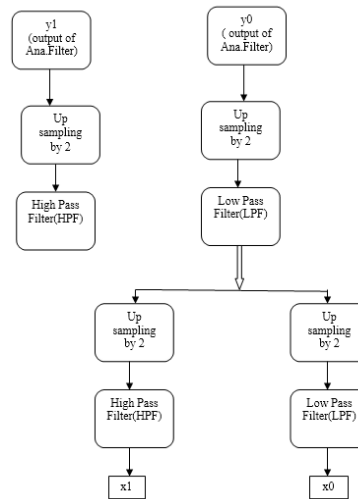 y1
(output of
Ana.Filter)
y0
( output of
Ana.Filter)
Up
sampling
by 2
Up
sampling
by 2
High Pass
Filter(HPF)
Low Pass
Filter(LPF)
Up
sampling
by 2
Up
sampling
by 2
High Pass
Filter(HPF)
Low Pass
Filter(LPF)
x1
x0